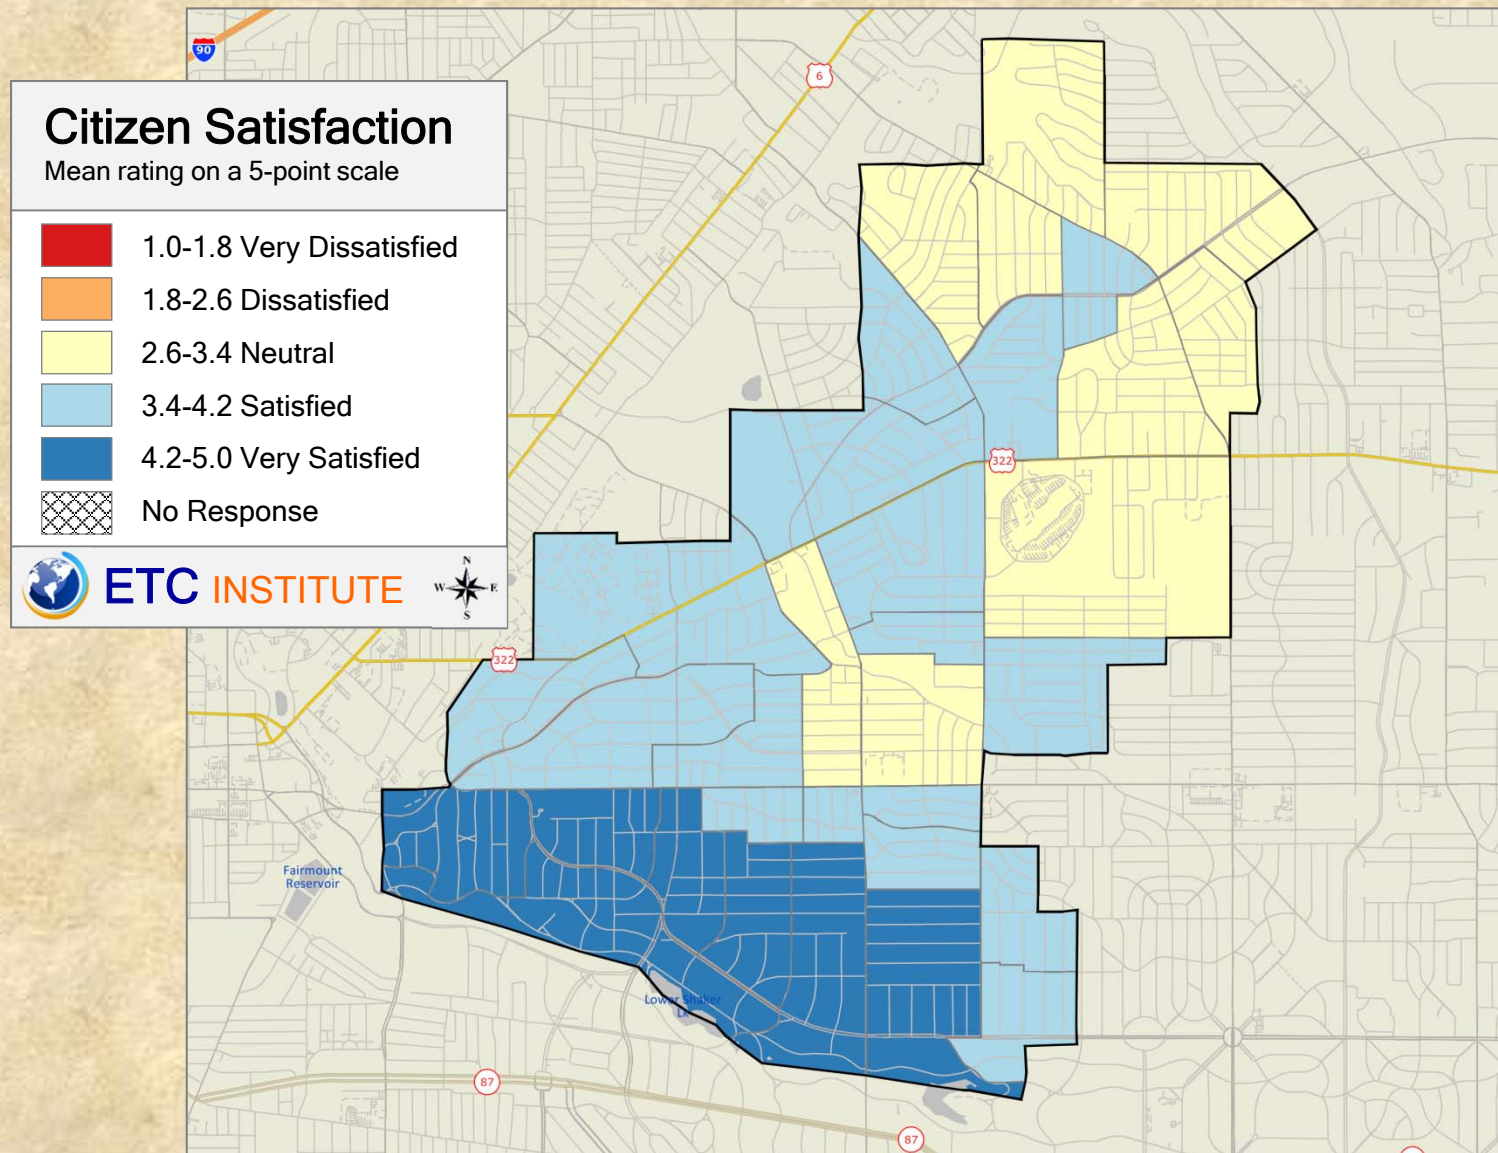 90
6
Citizen Satisfaction
Mean rating on a 5-point scale
1.0-1.8 Very Dissatisfied
1.8-2.6 Dissatisfied
2.6-3.4 Neutral
3.4-4.2 Satisfied
4.2-5.0 Very Satisfied
No Response
ETC INSTITUTE
N
W E
S
322
322
Fairmount
Reservoir
Lower Shaker
Lk
87
87